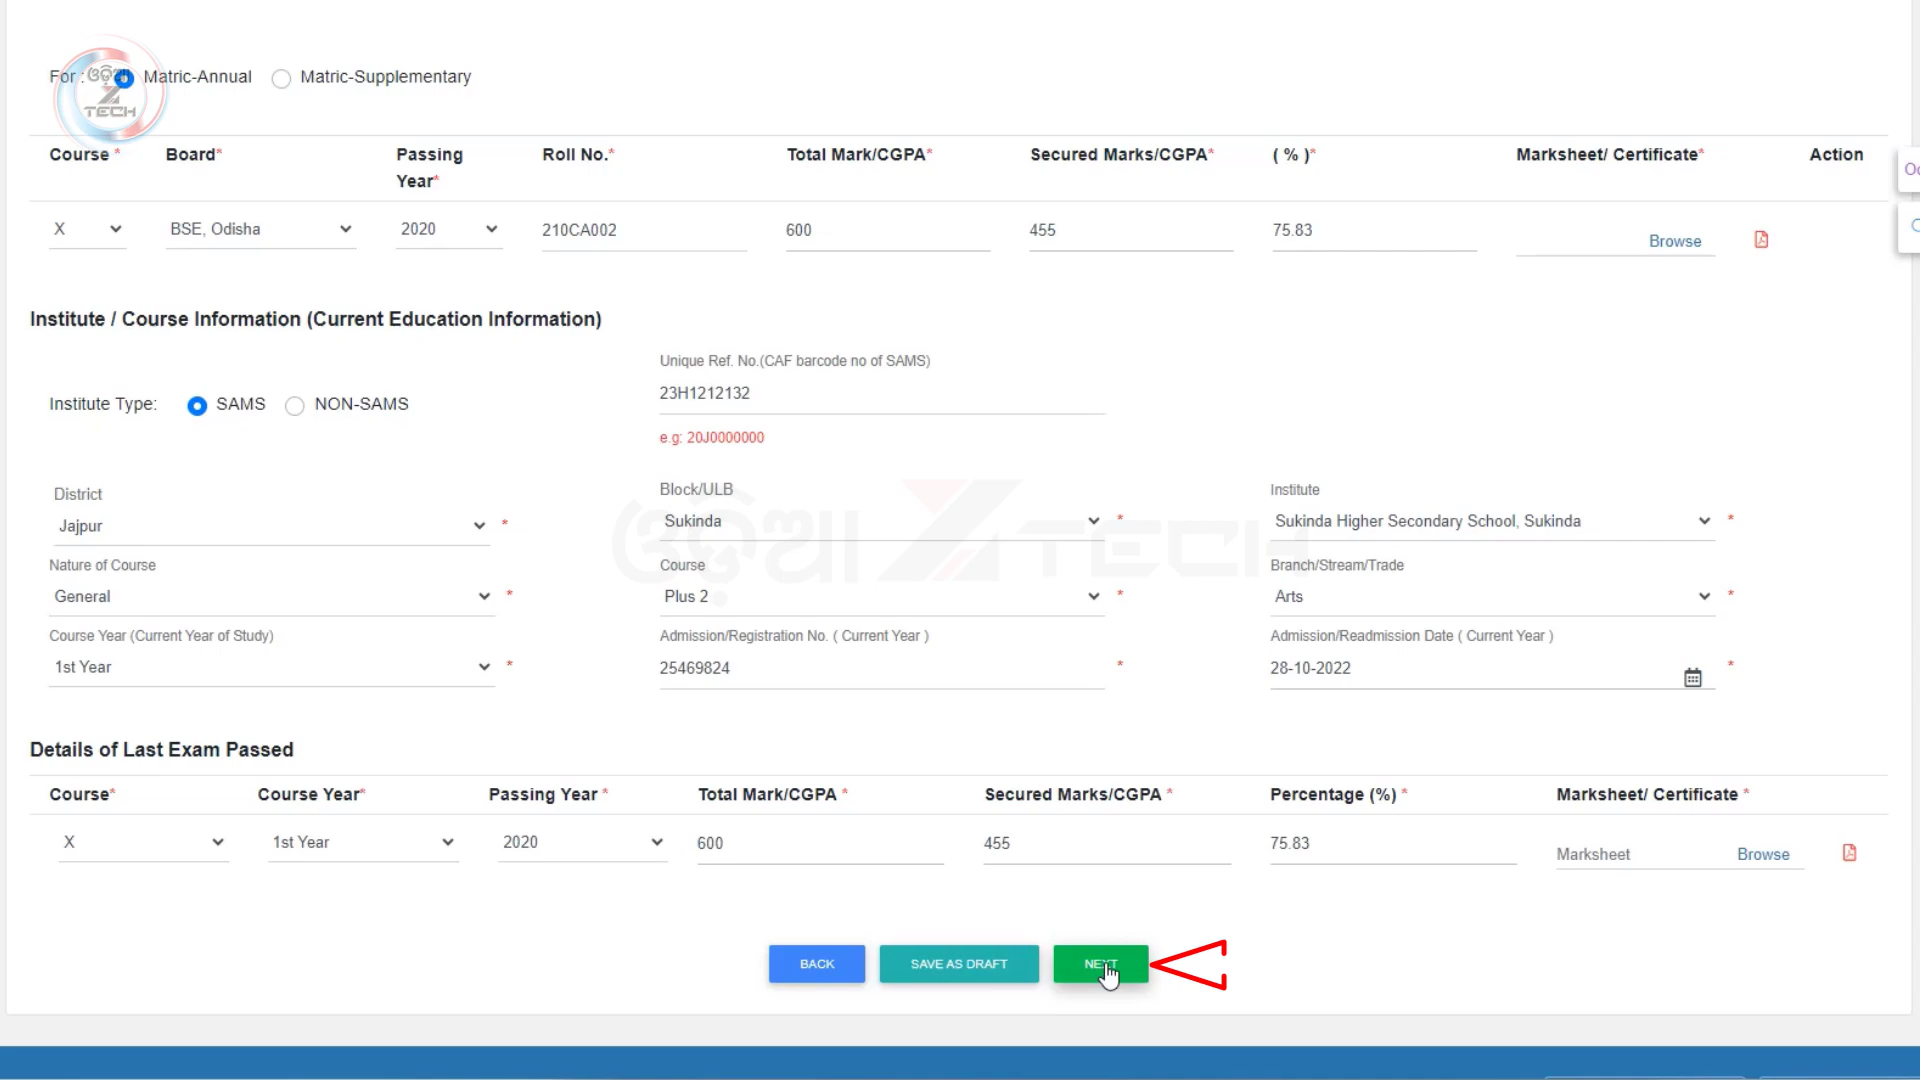 For : Matric-Annual Matric-Supplementary
ଓଡ଼ିଆ
Z
TECH
Course * Board* Passing Year* Roll No.* Total Mark/CGPA* Secured Marks/CGPA* ( % )* Marksheet/ Certificate* Action
X BSE, Odisha 2020 210CA002 600 455 75.83 Browse
Institute / Course Information (Current Education Information)
Unique Ref. No.(CAF barcode no of SAMS)
Institute Type: SAMS NON-SAMS 23H1212132
e.g: 20J0000000
District Block/ULB Institute
Jajpur * Sukinda * Sukinda Higher Secondary School, Sukinda *
ଓଡ଼ିଆ Z TECH
Nature of Course Course Branch/Stream/Trade
General * Plus 2 * Arts *
Course Year (Current Year of Study) Admission/Registration No. ( Current Year ) Admission/Readmission Date ( Current Year )
1st Year * 25469824 * 28-10-2022 *
Details of Last Exam Passed
Course* Course Year* Passing Year * Total Mark/CGPA * Secured Marks/CGPA * Percentage (%) * Marksheet/ Certificate *
X 1st Year 2020 600 455 75.83 Marksheet Browse
BACK SAVE AS DRAFT NEXT